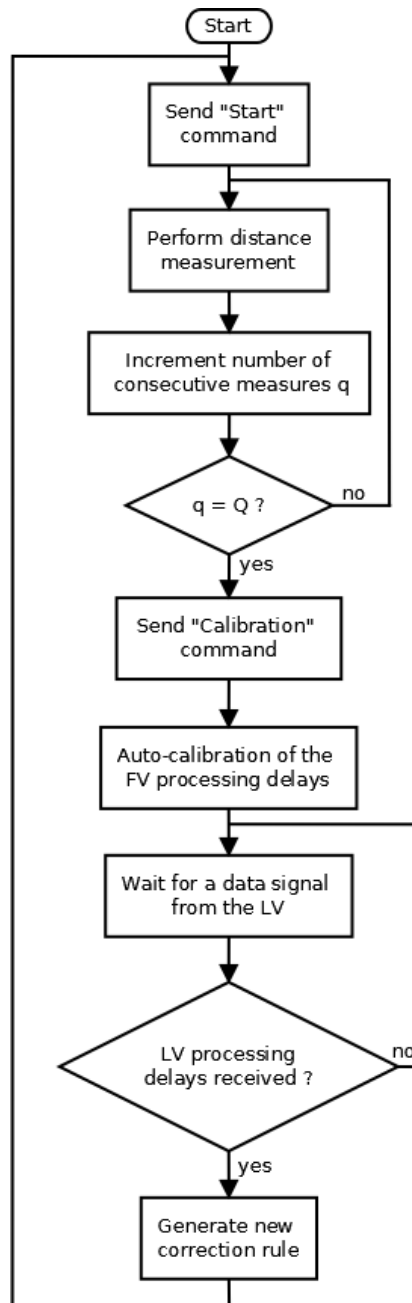 Start
Send "Start"
command
Perform distance
measurement
Increment number of
consecutive measures q
q = Q ?
no
yes
Send "Calibration"
command
Auto-calibration of the
FV processing delays
Wait for a data signal
from the LV
LV processing
delays received ?
no
yes
Generate new
correction rule